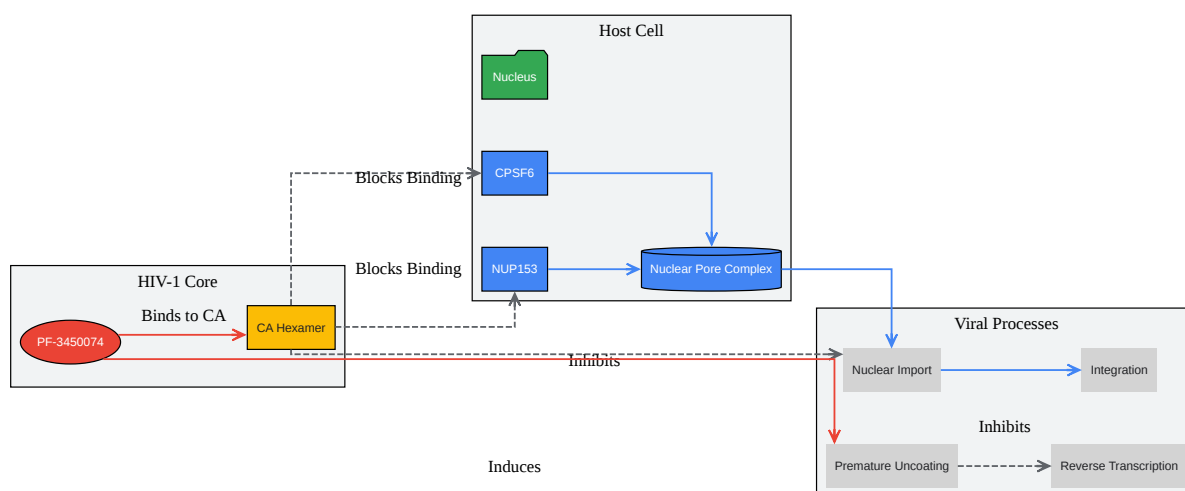 Host Cell
Nucleus
CPSF6
Blocks Binding
NUP153
Nuclear Pore Complex
Blocks Binding
HIV-1 Core
Binds to CA
CA Hexamer
PF-3450074
Viral Processes
Inhibits
Nuclear Import
Integration
Inhibits
Premature Uncoating
Reverse Transcription
Induces